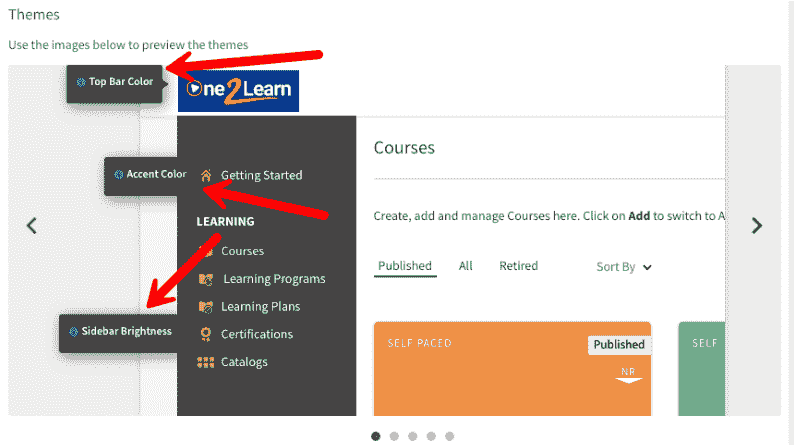 Themes
Use the images below to preview the themes
Top Bar Color
One2Learn
Accent Color
Getting Started
Courses
LEARNING
Create, add and manage Courses here. Click on Add to switch to A
Courses
Published All Retired Sort By
Learning Programs
Learning Plans
Sidebar Brightness
Certifications
SELF PACED Published SELF
Catalogs
NR